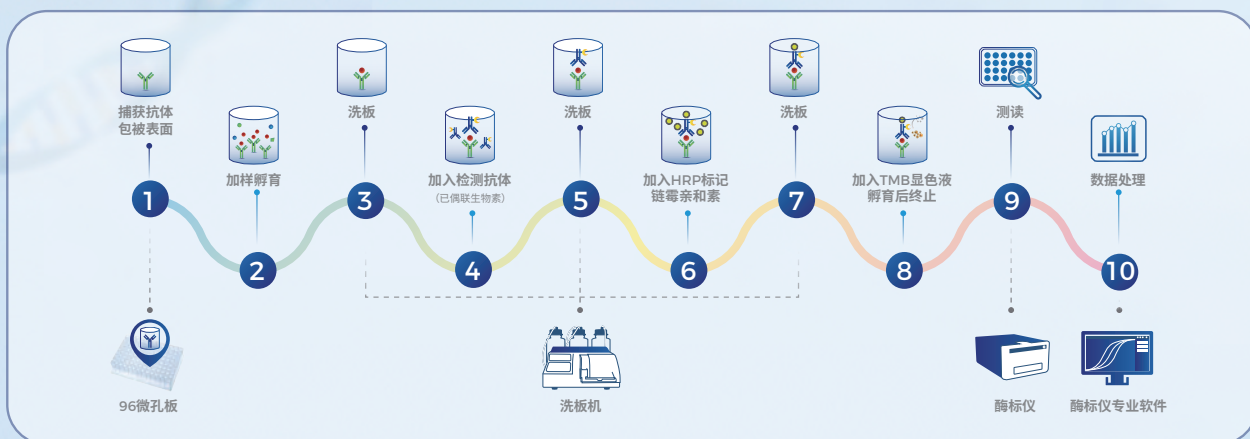 捕获抗体
包被表面
加样孵育
洗板
加入检测抗体
(已偶联生物素)
洗板
加入HRP标记
链霉亲和素
洗板
加入TMB显色液
孵育后终止
测读
数据处理
1
2
3
4
5
6
7
8
9
10
96微孔板
洗板机
酶标仪
酶标仪专业软件